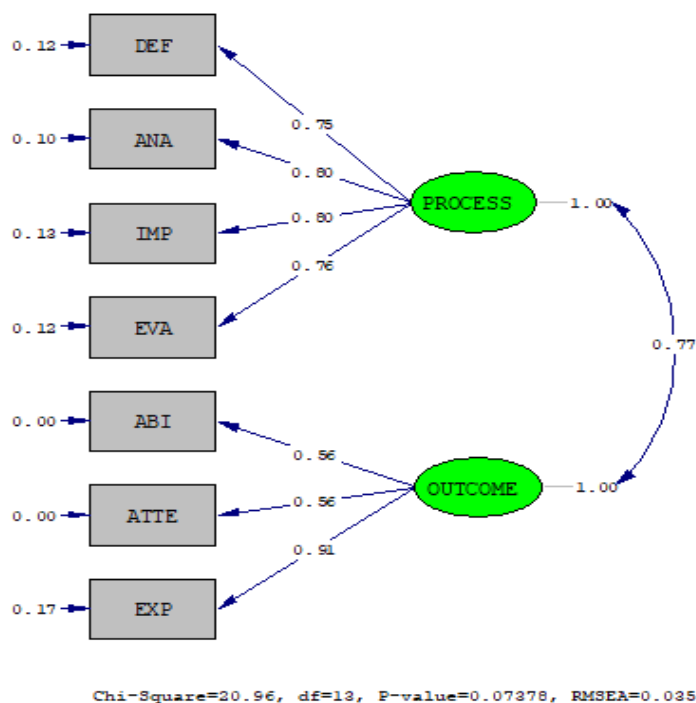 0.12 DEF
0.75
0.10 ANA
0.80
PROCESS 1.00
0.13 IMP
0.80
0.76
0.12 EVA
0.77
0.00 ABI
0.56
OUTCOME 1.00
0.00 ATTE
0.56
0.91
0.17 EXP
Chi-Square=20.96, df=13, P-value=0.07378, RMSEA=0.035